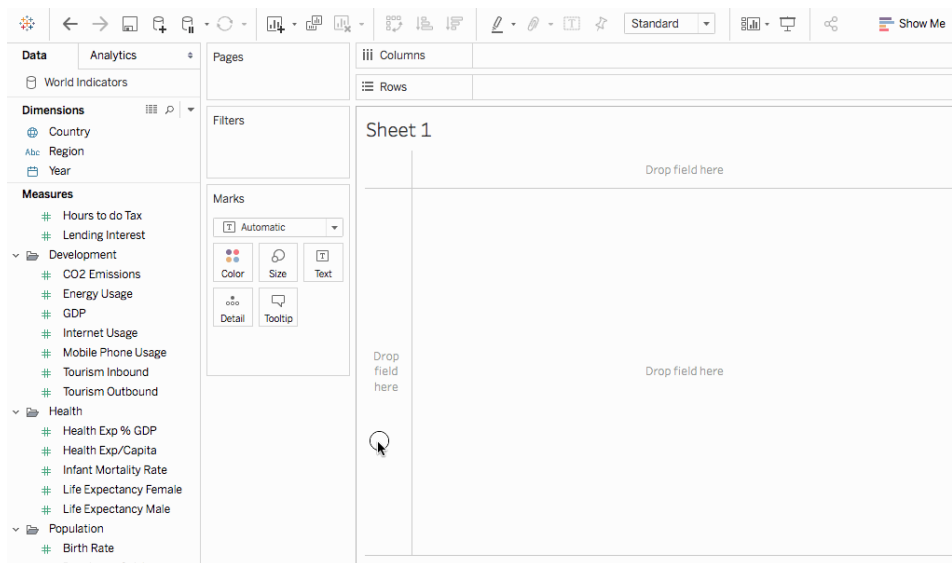 Standard
Show Me
Data
Analytics
World Indicators
Dimensions
Country
Abc Region
Year
Measures
Hours to do Tax
Lending Interest
Development
CO2 Emissions
Energy Usage
GDP
Internet Usage
Mobile Phone Usage
Tourism Inbound
Tourism Outbound
Health
Health Exp % GDP
Health Exp/Capita
Infant Mortality Rate
Life Expectancy Female
Life Expectancy Male
Population
Birth Rate
Pages
Filters
Marks
T Automatic
Color
Size
T
Text
Detail
Tooltip
Columns
Rows
Sheet 1
Drop field here
Drop
field
here
Drop field here